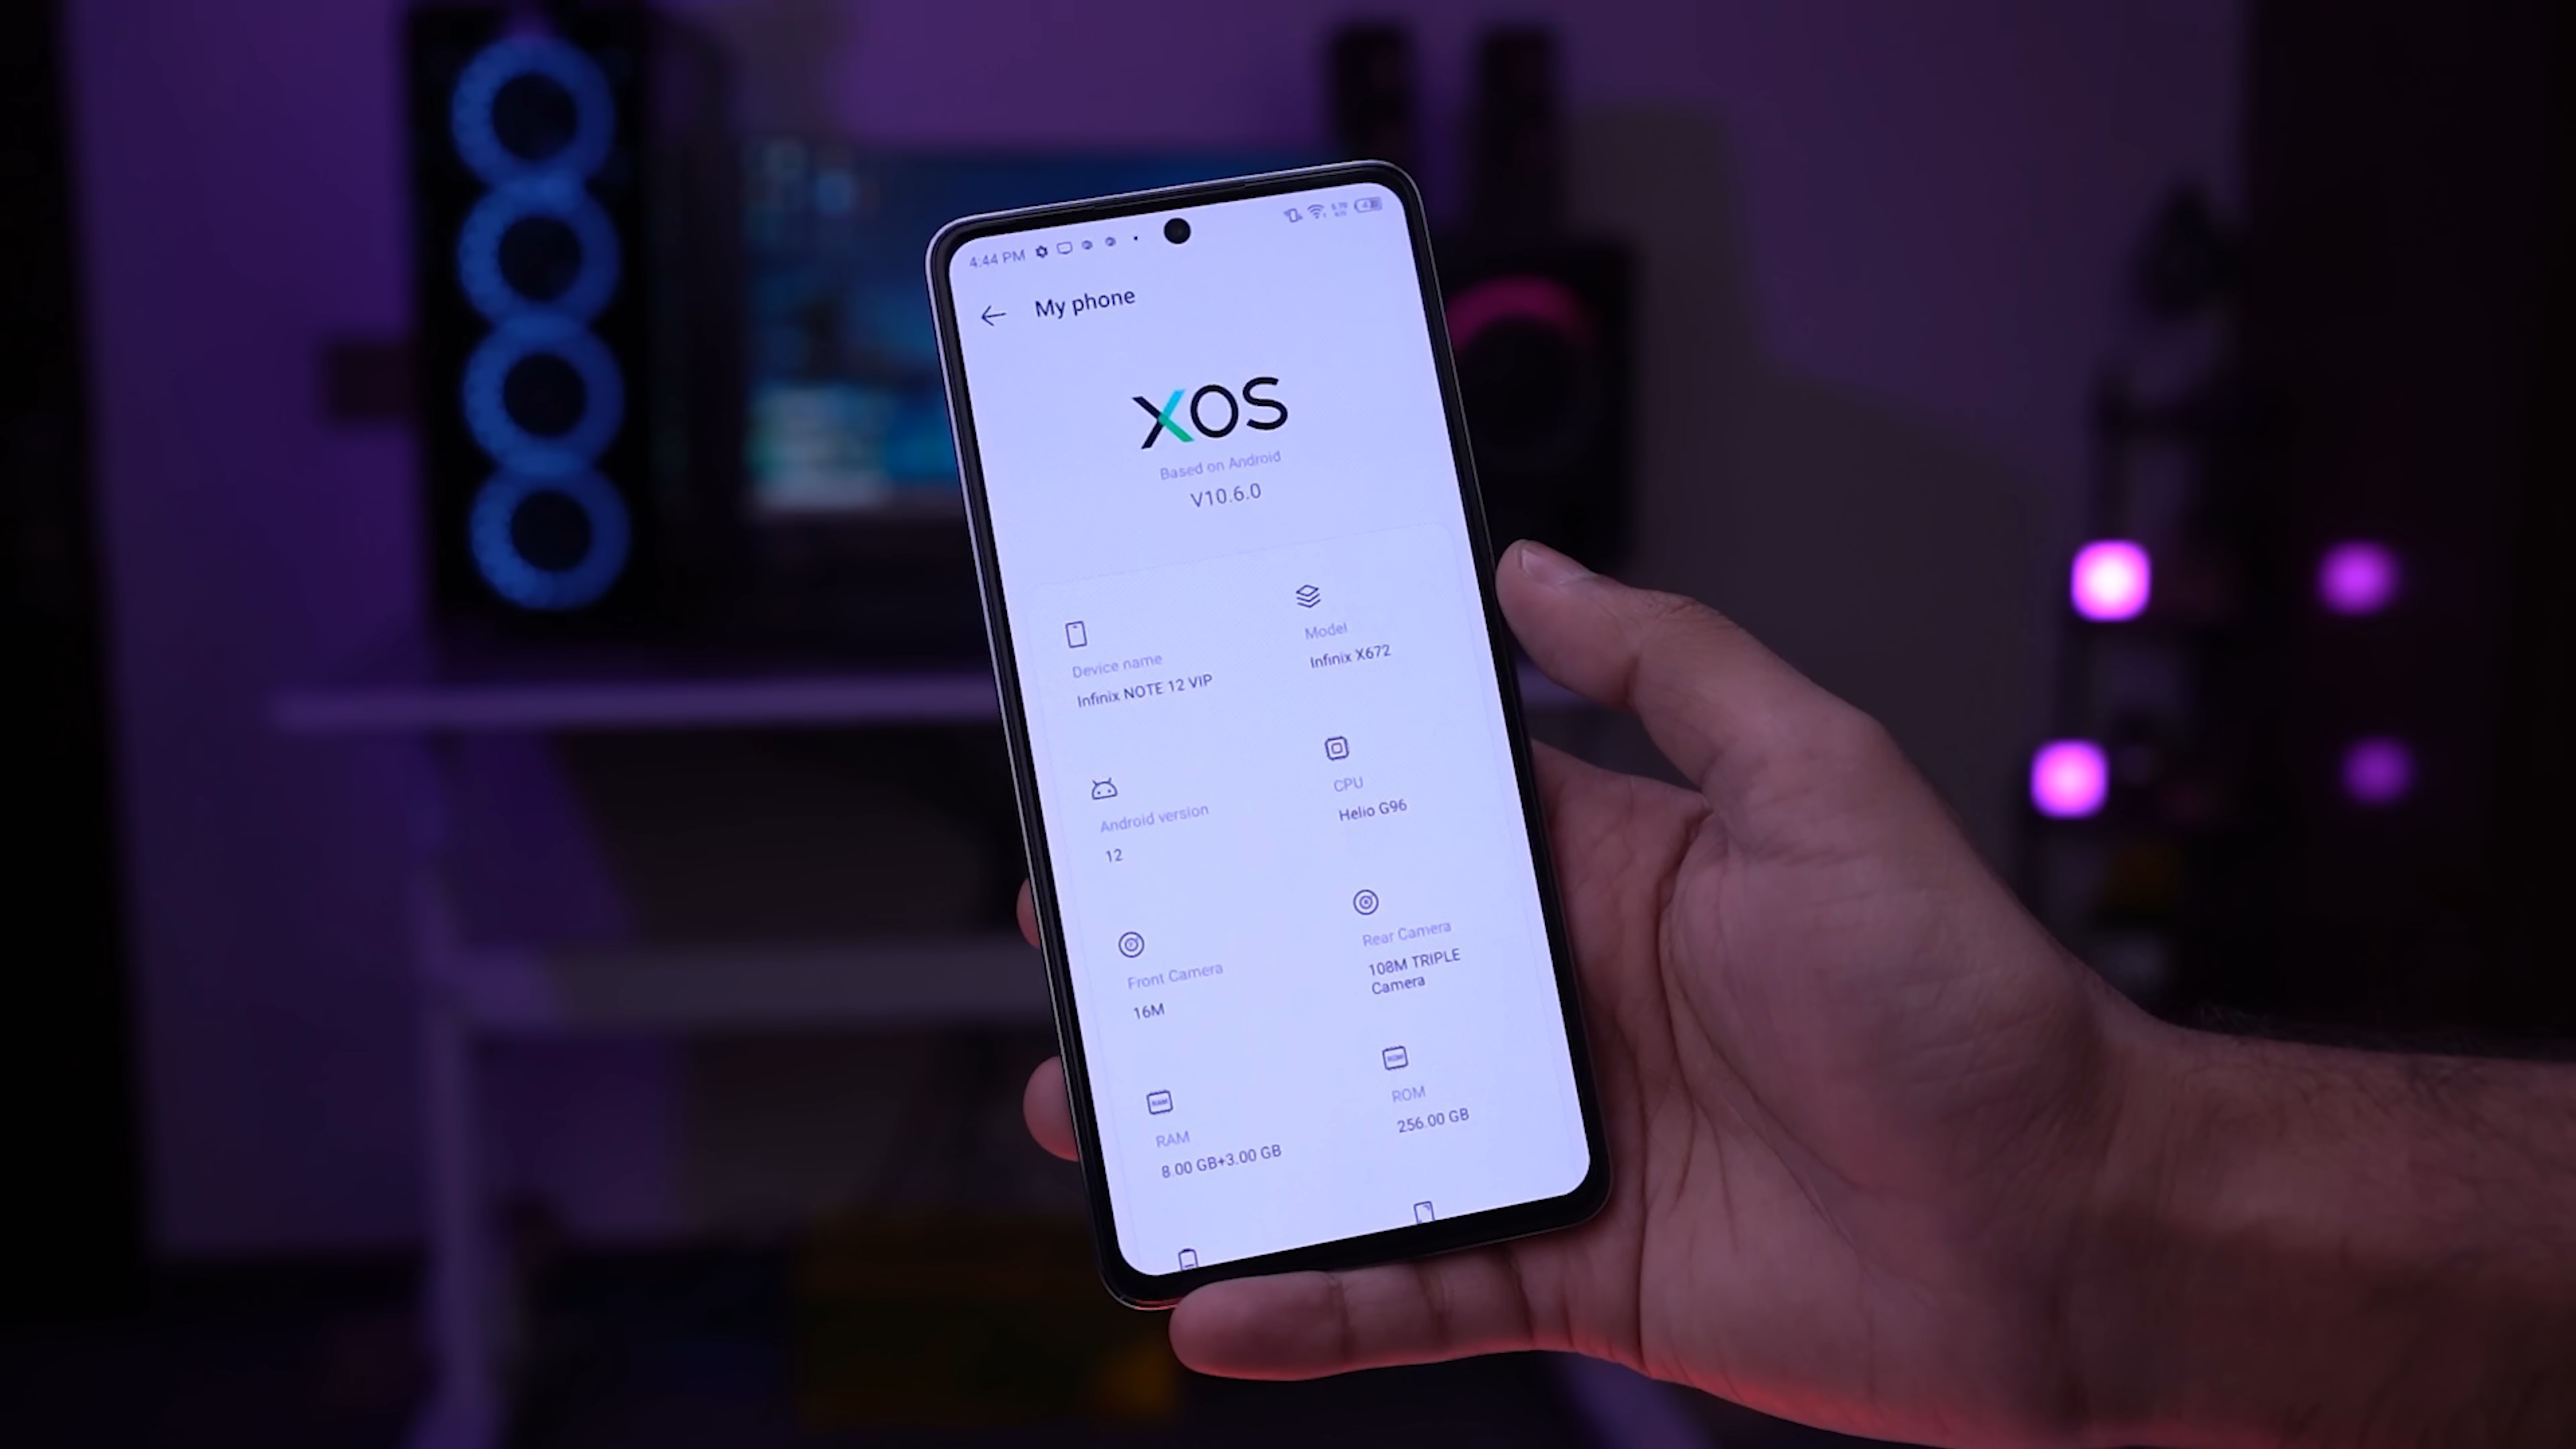 4:44 PM
My phone
XOS
Based on Android
V10.6.0
Device name
Infinix NOTE 12 VIP
Model
Infinix X672
Android version
12
CPU
Helio G96
Front Camera
16M
Rear Camera
108M TRIPLE
Camera
RAM
RAM
8.00 GB+3.00 GB
ROM
ROM
256.00 GB